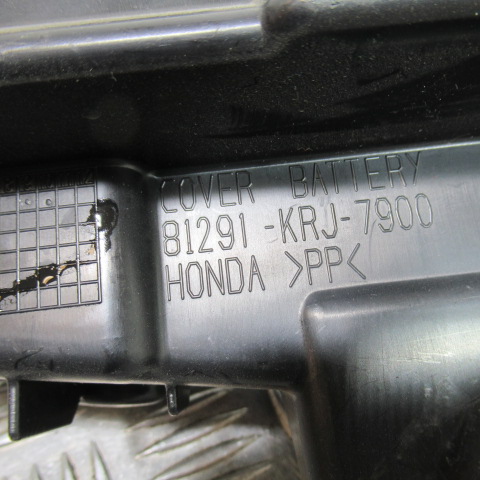 COVER BATTERY
81291-KRJ-7900
HONDA >PP<